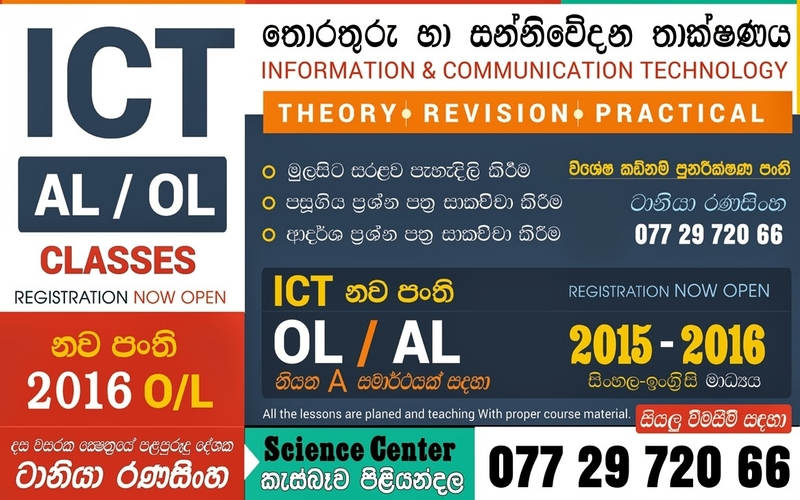 ICT
AL / OL
CLASSES
REGISTRATION NOW OPEN
නව පංති
2016 O/L
දස වසරක ක්‍ෂෙත්‍රයේ පළපුරුදු දේශක
ටානියා රණසිංහ
තොරතුරු හා සන්නිවේදන තාක්ෂණය
INFORMATION & COMMUNICATION TECHNOLOGY
THEORY REVISION PRACTICAL
මුලසිට සරළව පැහැදිලි කිරීම
පසුගිය ප්‍රශ්න පත්‍ර සාකච්චා කිරීම
ආදර්ශ ප්‍රශ්න පත්‍ර සාකච්චා කිරීම
විශේෂ කඩිනම් පුනරීක්ෂණ පංති
ටානියා රණසිංහ
077 29 720 66
ICT නව පංති
OL / AL
නියත A සමාර්ථයක් සදහා
REGISTRATION NOW OPEN
2015 - 2016
සිංහල-ඉංග්‍රිසි මාධ්‍යය
All the lessons are planed and teaching With proper course material.
සියලු විමසීම් සඳහා
Science Center
කැස්බෑව පිළියන්දල
077 29 720 66